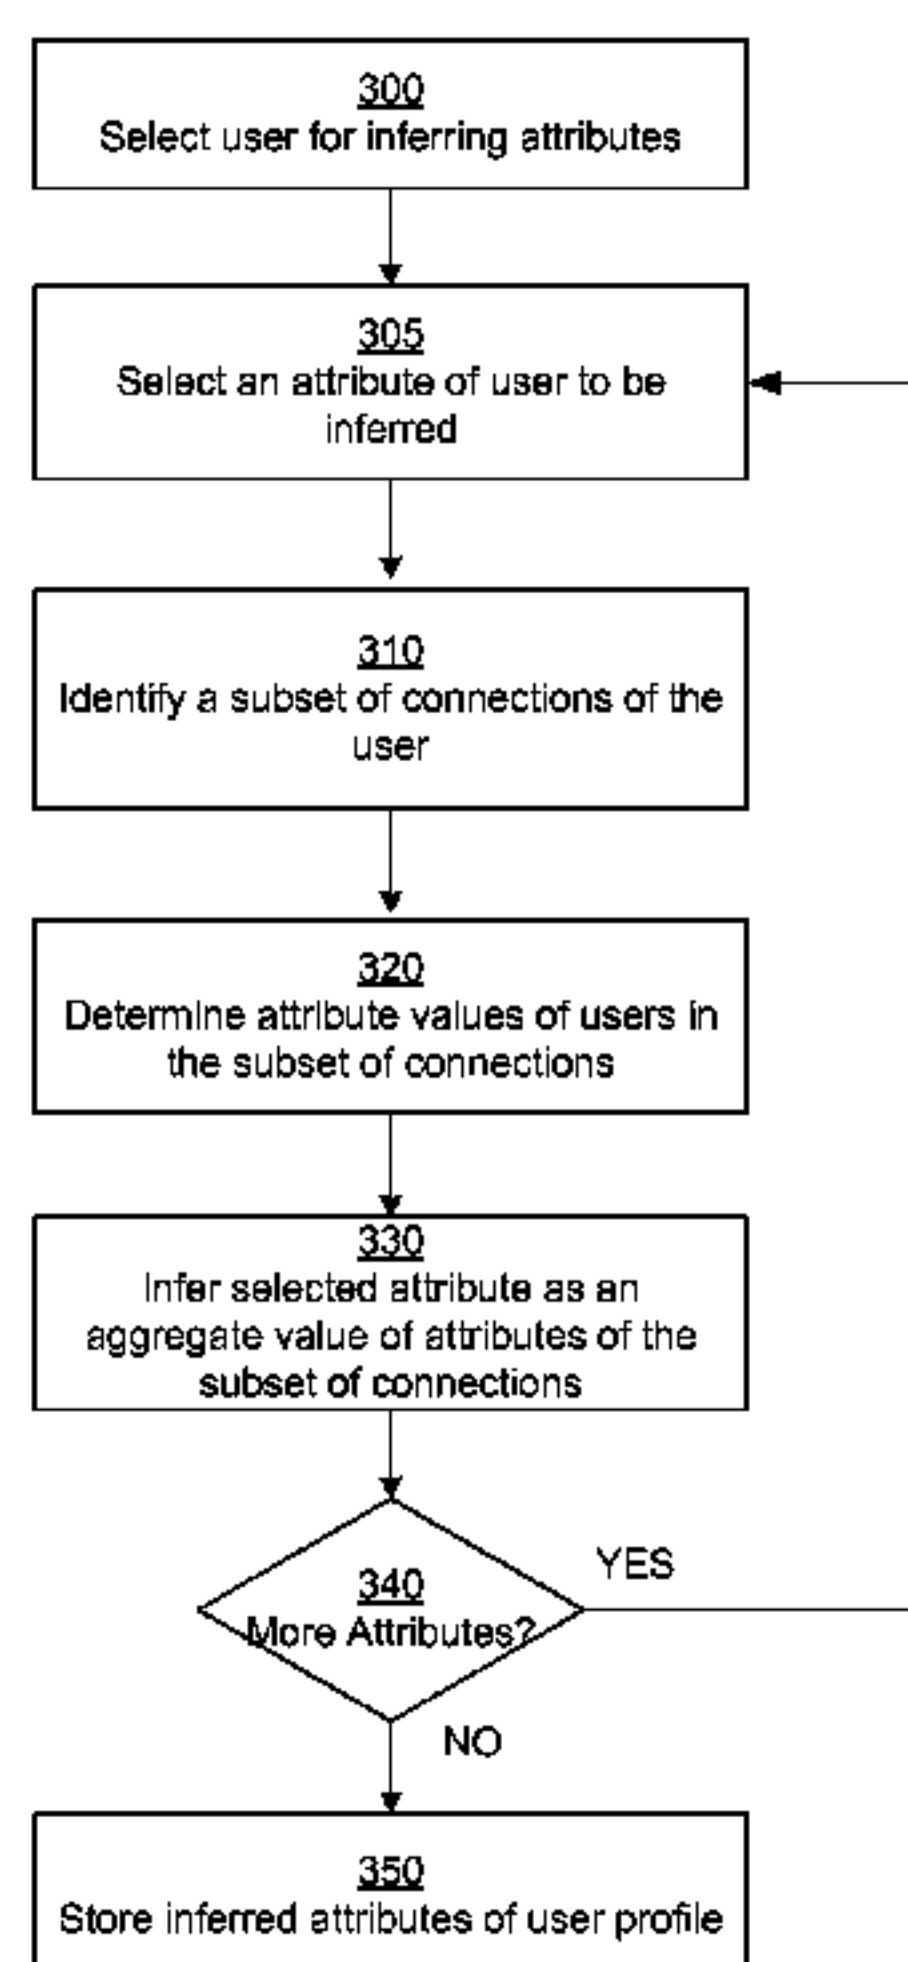 300
Select user for inferring attributes
305
Select an attribute of user to be
inferred
310
Identify a subset of connections of the
user
320
Determine attribute values of users in
the subset of connections
330
Infer selected attribute as an
aggregate value of attributes of the
subset of connections
340
More Attributes?
YES
NO
350
Store inferred attributes of user profile